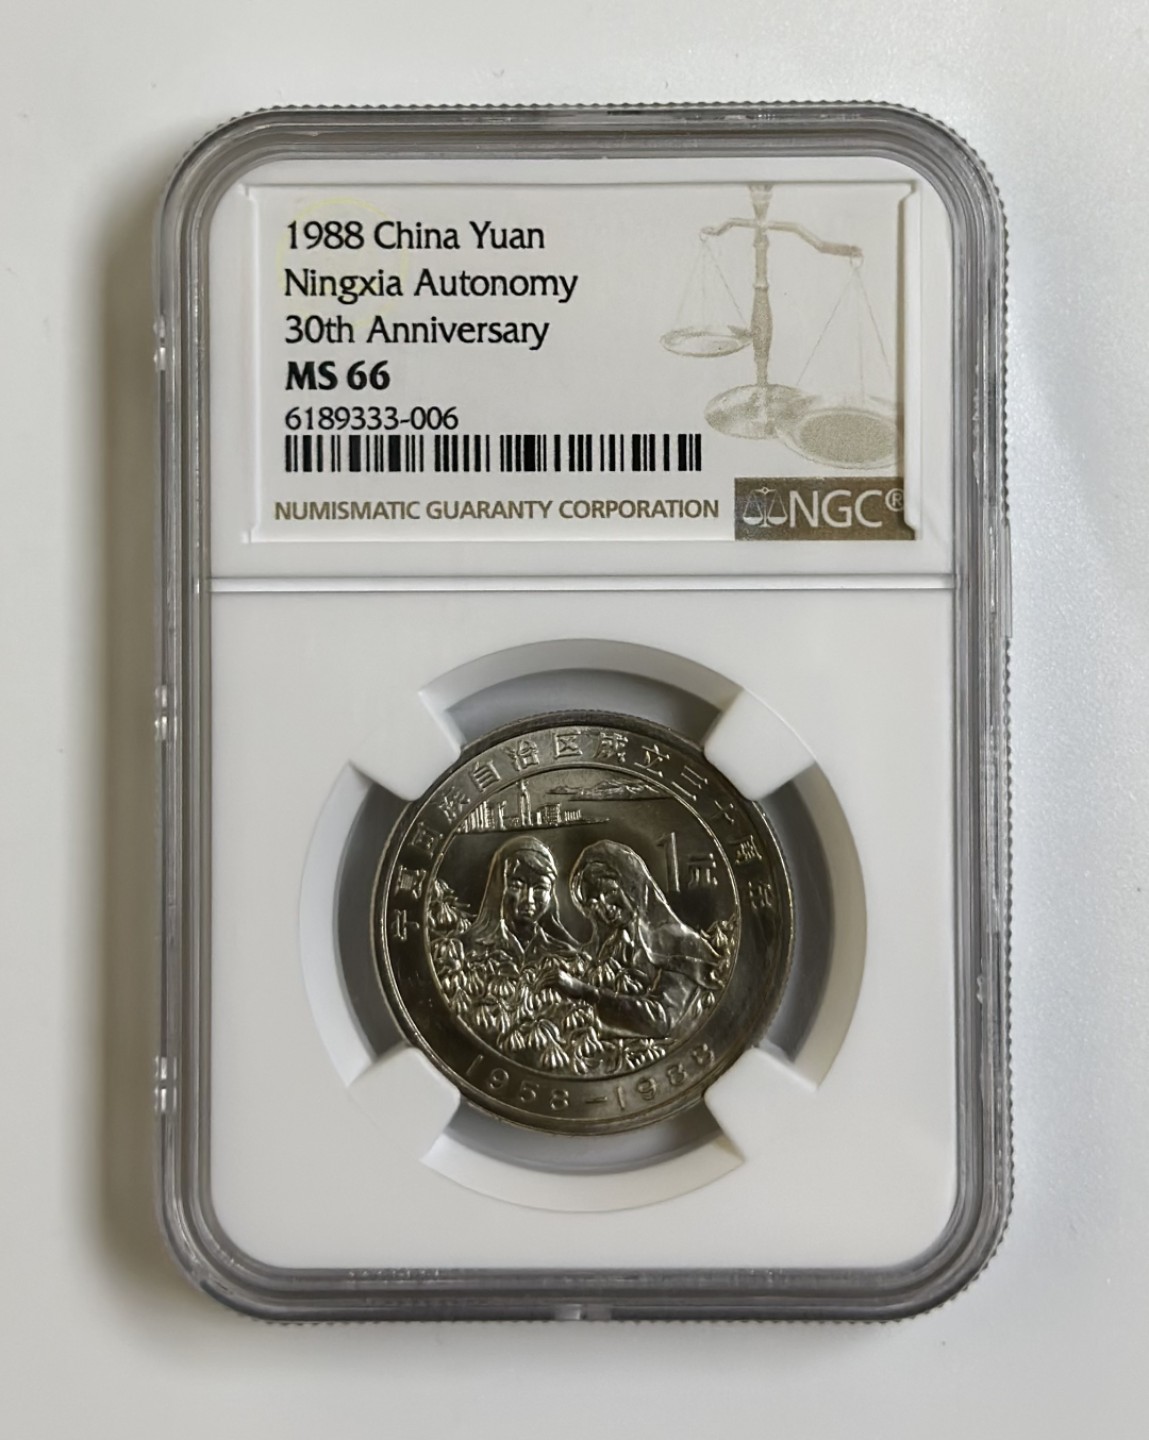 1988 China Yuan
Ningxia Autonomy
30th Anniversary
MS 66
6189333-006
NUMISMATIC GUARANTY CORPORATION
NGC®
宁夏回族自治区成立三十周年
1元
1958-1988